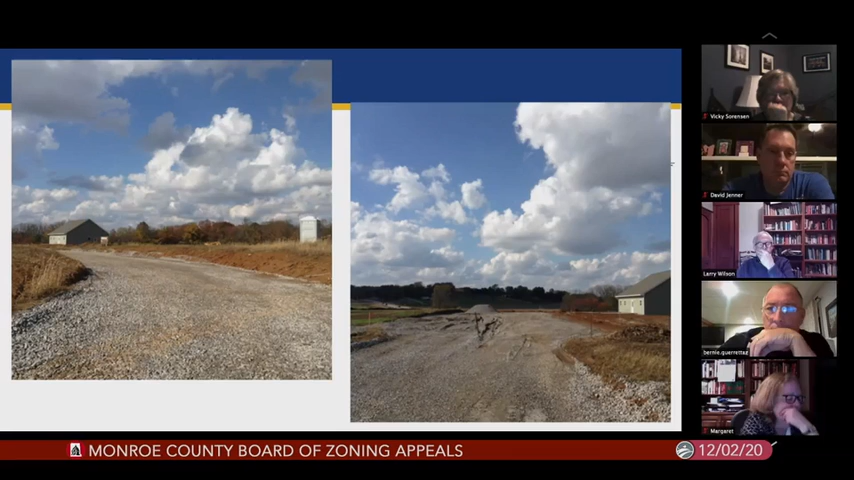 Vicky Sorensen
David Jenner
Larry Wilson
bernie.guerrettaz
Margaret
MONROE COUNTY BOARD OF ZONING APPEALS
12/02/20